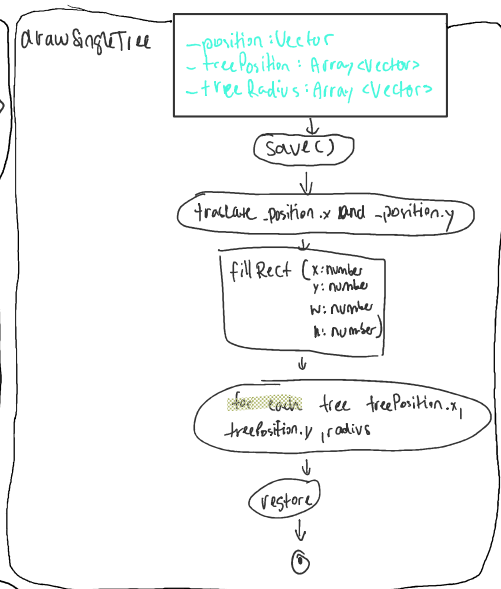 drawSingleTree
_position: Vector
_treePosition: Array <Vector>
_treeRadius: Array <Vector>
save()
translate _position.x and _position.y
fillRect (x: number
y: number
w: number
h: number)
for each tree treePosition.x,
treePosition.y, radius
restore